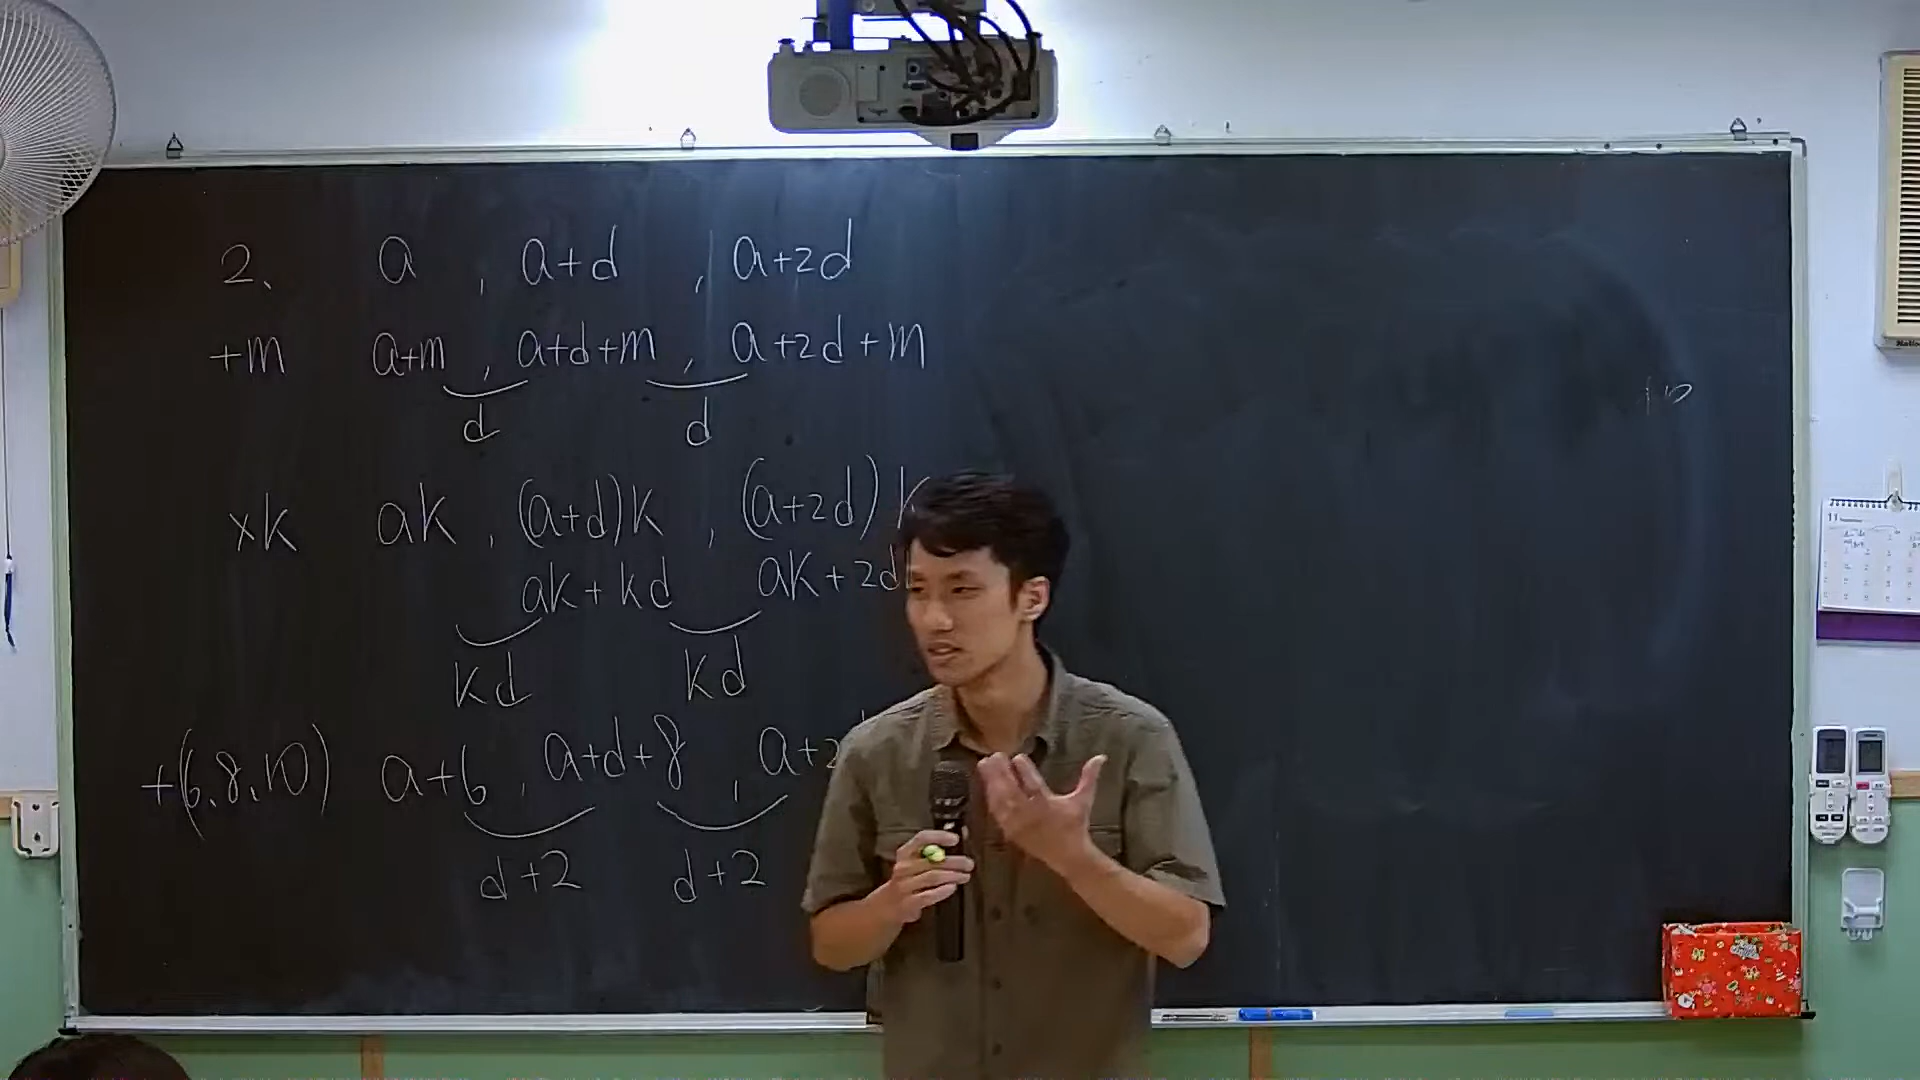 2、 a , a+d , a+2d
+m a+m , a+d+m , a+2d+m
d d
xk ak , (a+d)k , (a+2d)k
ak+kd ak+2d
kd kd
+(6.8.10) a+6 , a+d+8 , a+2
d+2 d+2
11